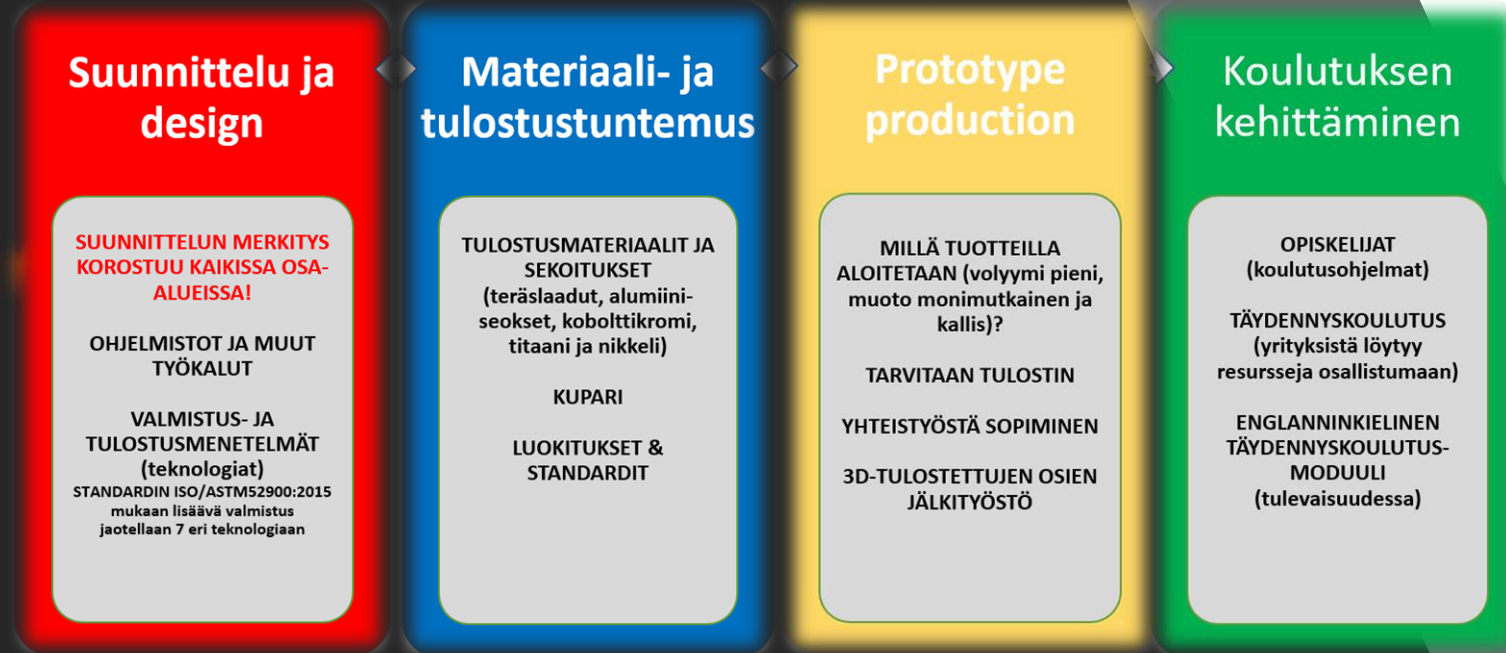 Suunnittelu ja
design
SUUNNITTELUN MERKITYS
KOROSTUU KAIKISSA OSA-
ALUEISSA!
OHJELMISTOT JA MUUT
TYÖKALUT
VALMISTUS- JA
TULOSTUSMENETELMÄT
(teknologiat)
STANDARDIN ISO/ASTM52900:2015
mukaan lisäävä valmistus
jaotellaan 7 eri teknologiaan
Materiaali- ja
tulostustuntemus
TULOSTUSMATERIAALIT JA
SEKOITUKSET
(teräslaadut, alumiini-
seokset, kobolttikromi,
titaani ja nikkeli)
KUPARI
LUOKITUKSET &
STANDARDIT
Prototype
production
MILLÄ TUOTTEILLA
ALOITETAAN (volyymi pieni,
muoto monimutkainen ja
kallis)?
TARVITAAN TULOSTIN
YHTEISTYÖSTÄ SOPIMINEN
3D-TULOSTETTUJEN OSIEN
JÄLKITYÖSTÖ
Koulutuksen
kehittäminen
OPISKELIJAT
(koulutusohjelmat)
TÄYDENNYSKOULUTUS
(yrityksistä löytyy
resursseja osallistumaan)
ENGLANNINKIELINEN
TÄYDENNYSKOULUTUS-
MODUULI
(tulevaisuudessa)